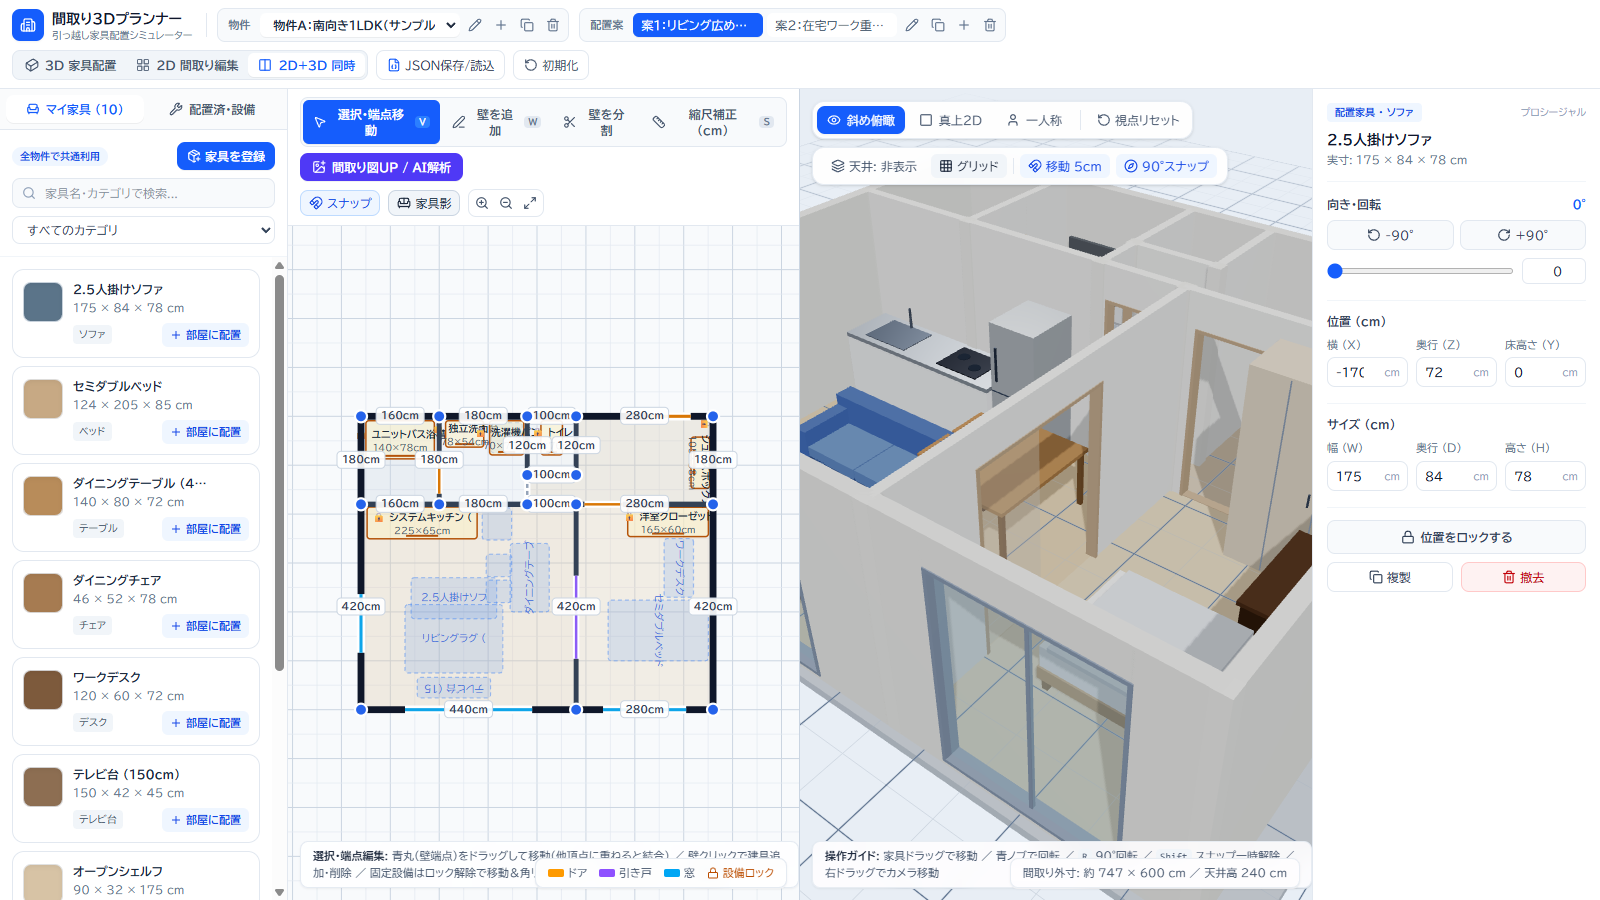 間取り3Dプランナー
引っ越し家具配置シミュレーター
物件
物件A:南向き1LDK(サンプル
配置案
案1:リビング広め…
案2:在宅ワーク重…
3D 家具配置
2D 間取り編集
2D+3D 同時
JSON保存/読込
初期化
マイ家具 (10)
配置済・設備
全物件で共通利用
家具を登録
家具名・カテゴリで検索...
すべてのカテゴリ
2.5人掛けソファ
175 × 84 × 78 cm
ソファ
+ 部屋に配置
セミダブルベッド
124 × 205 × 85 cm
ベッド
+ 部屋に配置
ダイニングテーブル (4…
140 × 80 × 72 cm
テーブル
+ 部屋に配置
ダイニングチェア
46 × 52 × 78 cm
チェア
+ 部屋に配置
ワークデスク
120 × 60 × 72 cm
デスク
+ 部屋に配置
テレビ台 (150cm)
150 × 42 × 45 cm
テレビ台
+ 部屋に配置
オープンシェルフ
90 × 32 × 175 cm
選択・端点移動
V
壁を追加
W
壁を分割
縮尺補正 (cm)
S
間取り図UP / AI解析
スナップ
家具影
160cm
180cm
100cm
280cm
ユニットバス浴
140×78cm
独立洗面
8×54cm
洗濯機
トイレ
120cm
120cm
180cm
180cm
180cm
100cm
160cm
180cm
100cm
280cm
システムキッチン (
225×65cm
洋室クローゼット
165×60cm
ダイニングテー
ワークデスク
2.5人掛けソフ
セミダブルベッド
リビングラグ (
テレビ台 (15
420cm
420cm
420cm
440cm
280cm
選択・端点編集: 青丸(壁端点)をドラッグして移動(他頂点に重ねると結合) ／ 壁クリックで建具追
加・削除 ／ 固定設備はロック解除で移動&角
ドア
引き戸
窓
設備ロック
斜め俯瞰
真上2D
一人称
視点リセット
天井: 非表示
グリッド
移動 5cm
90°スナップ
操作ガイド: 家具ドラッグで移動 ／ 青ノブで回転 ／ R 90°回転 ／ Shift スナップ一時解除 ／
右ドラッグでカメラ移動
間取り外寸: 約 747 × 600 cm ／ 天井高 240 cm
配置家具・ソファ
プロシージャル
2.5人掛けソファ
実寸: 175 × 84 × 78 cm
向き・回転
0°
-90°
+90°
0
位置 (cm)
横 (X)
奥行 (Z)
床高さ (Y)
cm
72 cm
0 cm
サイズ (cm)
幅 (W)
奥行 (D)
高さ (H)
175 cm
84 cm
78 cm
位置をロックする
複製
撤去